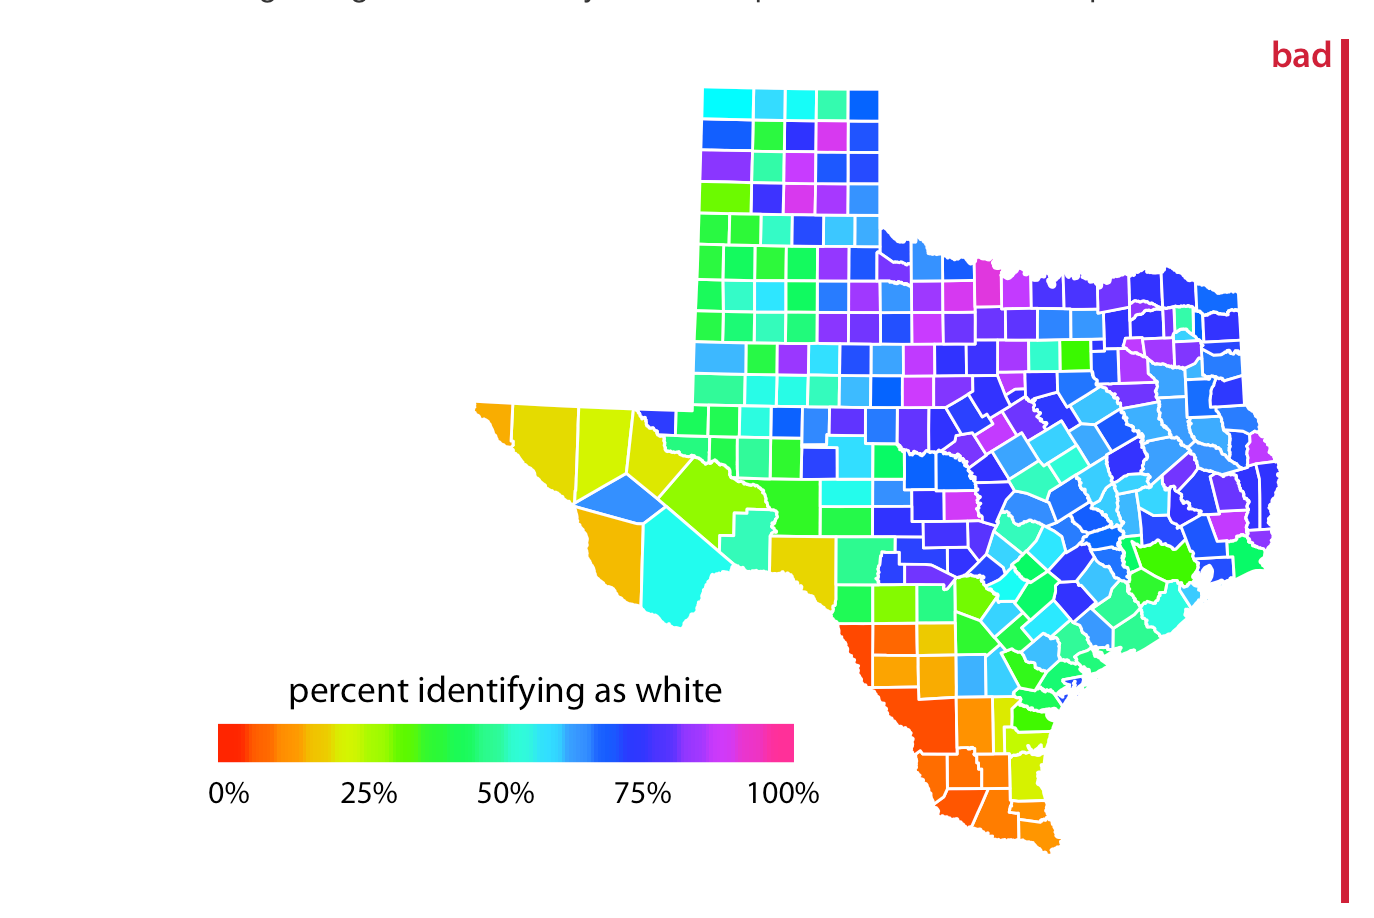 bad
percent identifying as white
0% 25% 50% 75% 100%